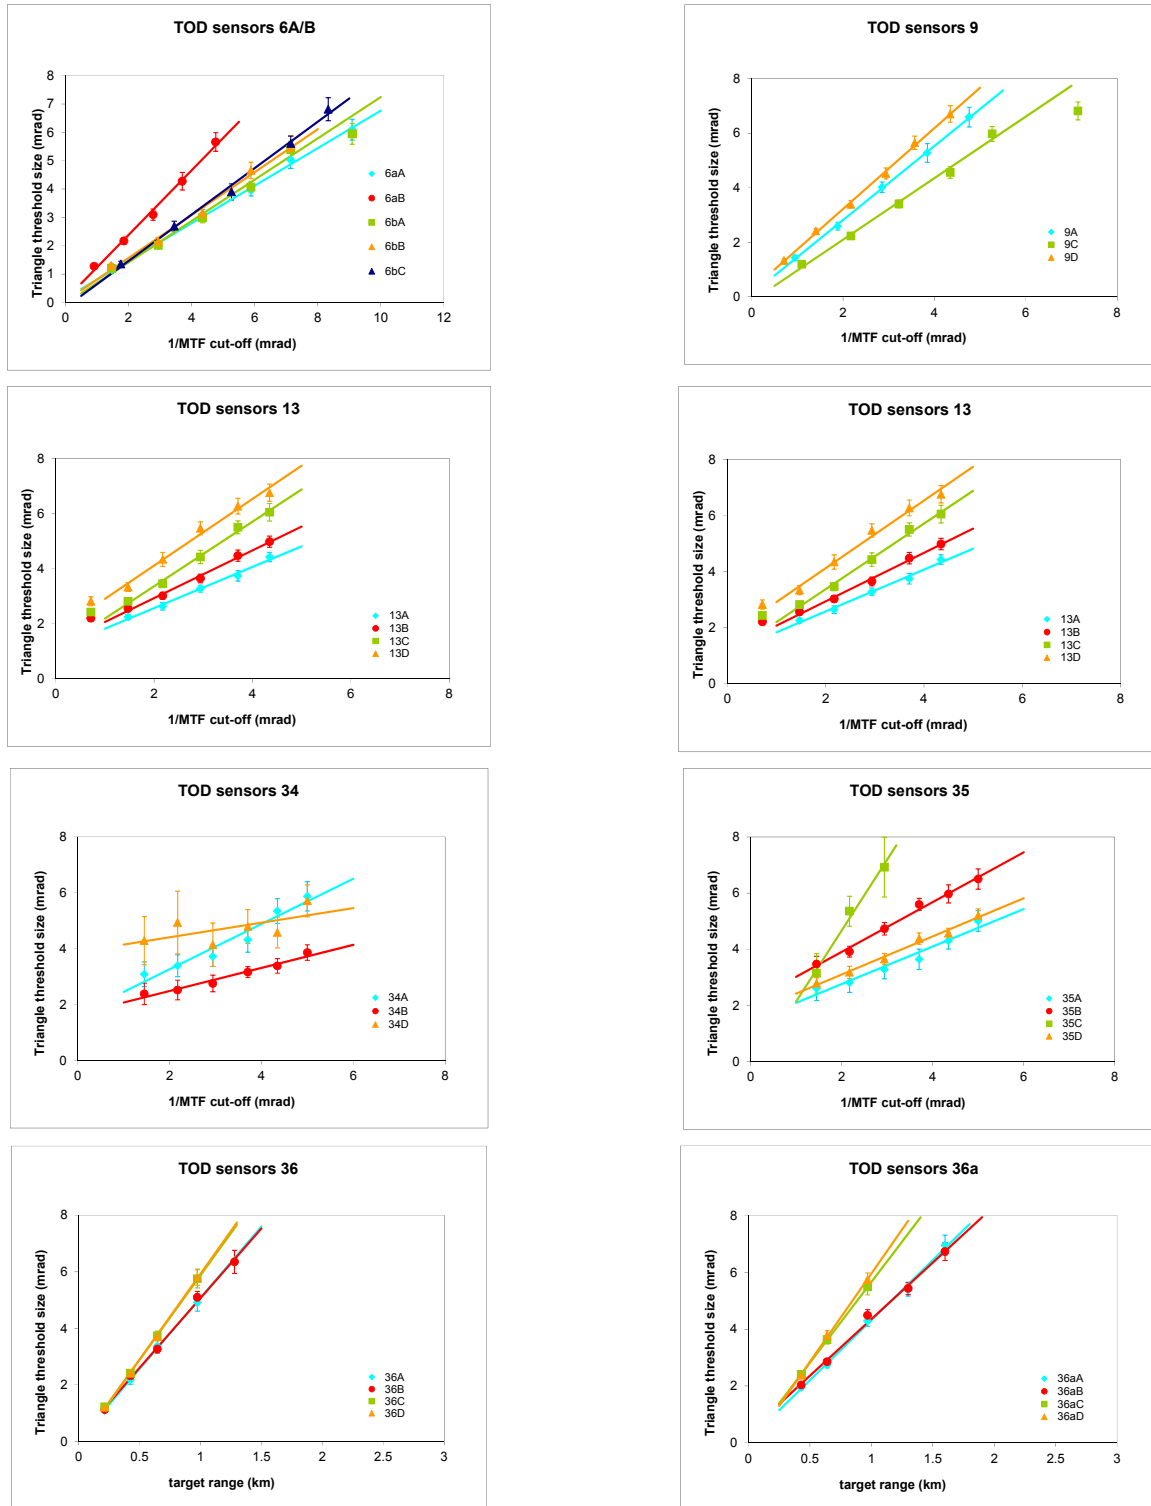 TOD sensors 6A/B
Triangle threshold size (mrad)
8
7
6
5
4
3
2
1
0
0 2 4 6 8 10 12
1/MTF cut-off (mrad)
6aA
6aB
6bA
6bB
6bC
TOD sensors 9
Triangle threshold size (mrad)
8
6
4
2
0
0 2 4 6 8
1/MTF cut-off (mrad)
9A
9C
9D
TOD sensors 13
Triangle threshold size (mrad)
8
6
4
2
0
0 2 4 6 8
1/MTF cut-off (mrad)
13A
13B
13C
13D
TOD sensors 13
Triangle threshold size (mrad)
8
6
4
2
0
0 2 4 6 8
1/MTF cut-off (mrad)
13A
13B
13C
13D
TOD sensors 34
Triangle threshold size (mrad)
8
6
4
2
0
0 2 4 6 8
1/MTF cut-off (mrad)
34A
34B
34D
TOD sensors 35
Triangle threshold size (mrad)
8
6
4
2
0
0 2 4 6 8
1/MTF cut-off (mrad)
35A
35B
35C
35D
TOD sensors 36
Triangle threshold size (mrad)
8
6
4
2
0
0 0.5 1 1.5 2 2.5 3
target range (km)
36A
36B
36C
36D
TOD sensors 36a
Triangle threshold size (mrad)
8
6
4
2
0
0 0.5 1 1.5 2 2.5 3
target range (km)
36aA
36aB
36aC
36aD